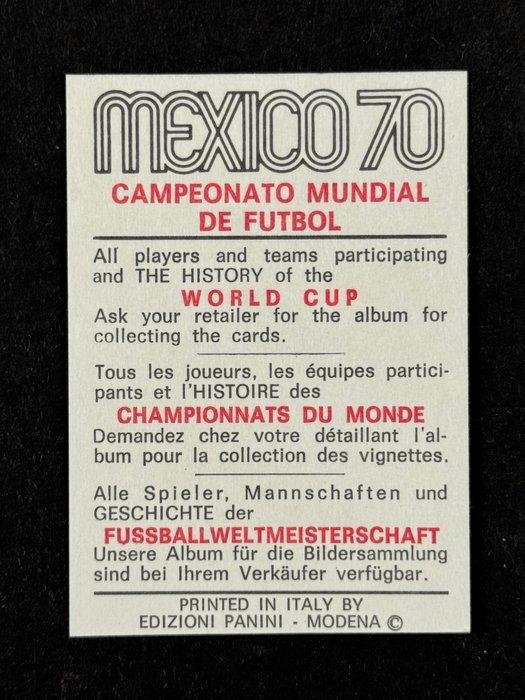 MEXICO 70
CAMPEONATO MUNDIAL
DE FUTBOL
All players and teams participating
and THE HISTORY of the
WORLD CUP
Ask your retailer for the album for
collecting the cards.
Tous les joueurs, les équipes partici-
pants et l'HISTOIRE des
CHAMPIONNATS DU MONDE
Demandez chez votre détaillant l'al-
bum pour la collection des vignettes.
Alle Spieler, Mannschaften und
GESCHICHTE der
FUSSBALLWELTMEISTERSCHAFT
Unsere Album für die Bildersammlung
sind bei Ihrem Verkäufer verfügbar.
PRINTED IN ITALY BY
EDIZIONI PANINI - MODENA ©